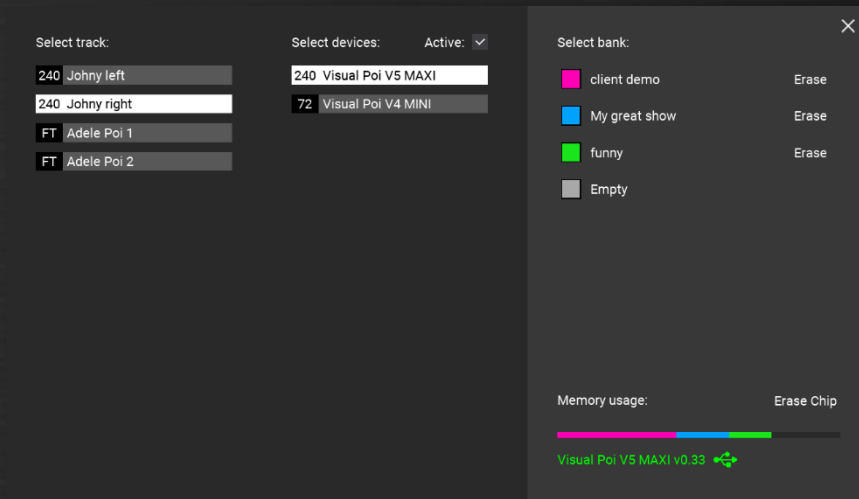 Select track:
240 Johny left
240 Johny right
FT Adele Poi 1
FT Adele Poi 2
Select devices: Active:
240 Visual Poi V5 MAXI
72 Visual Poi V4 MINI
Select bank:
client demo Erase
My great show Erase
funny Erase
Empty
Memory usage: Erase Chip
Visual Poi V5 MAXI v0.33